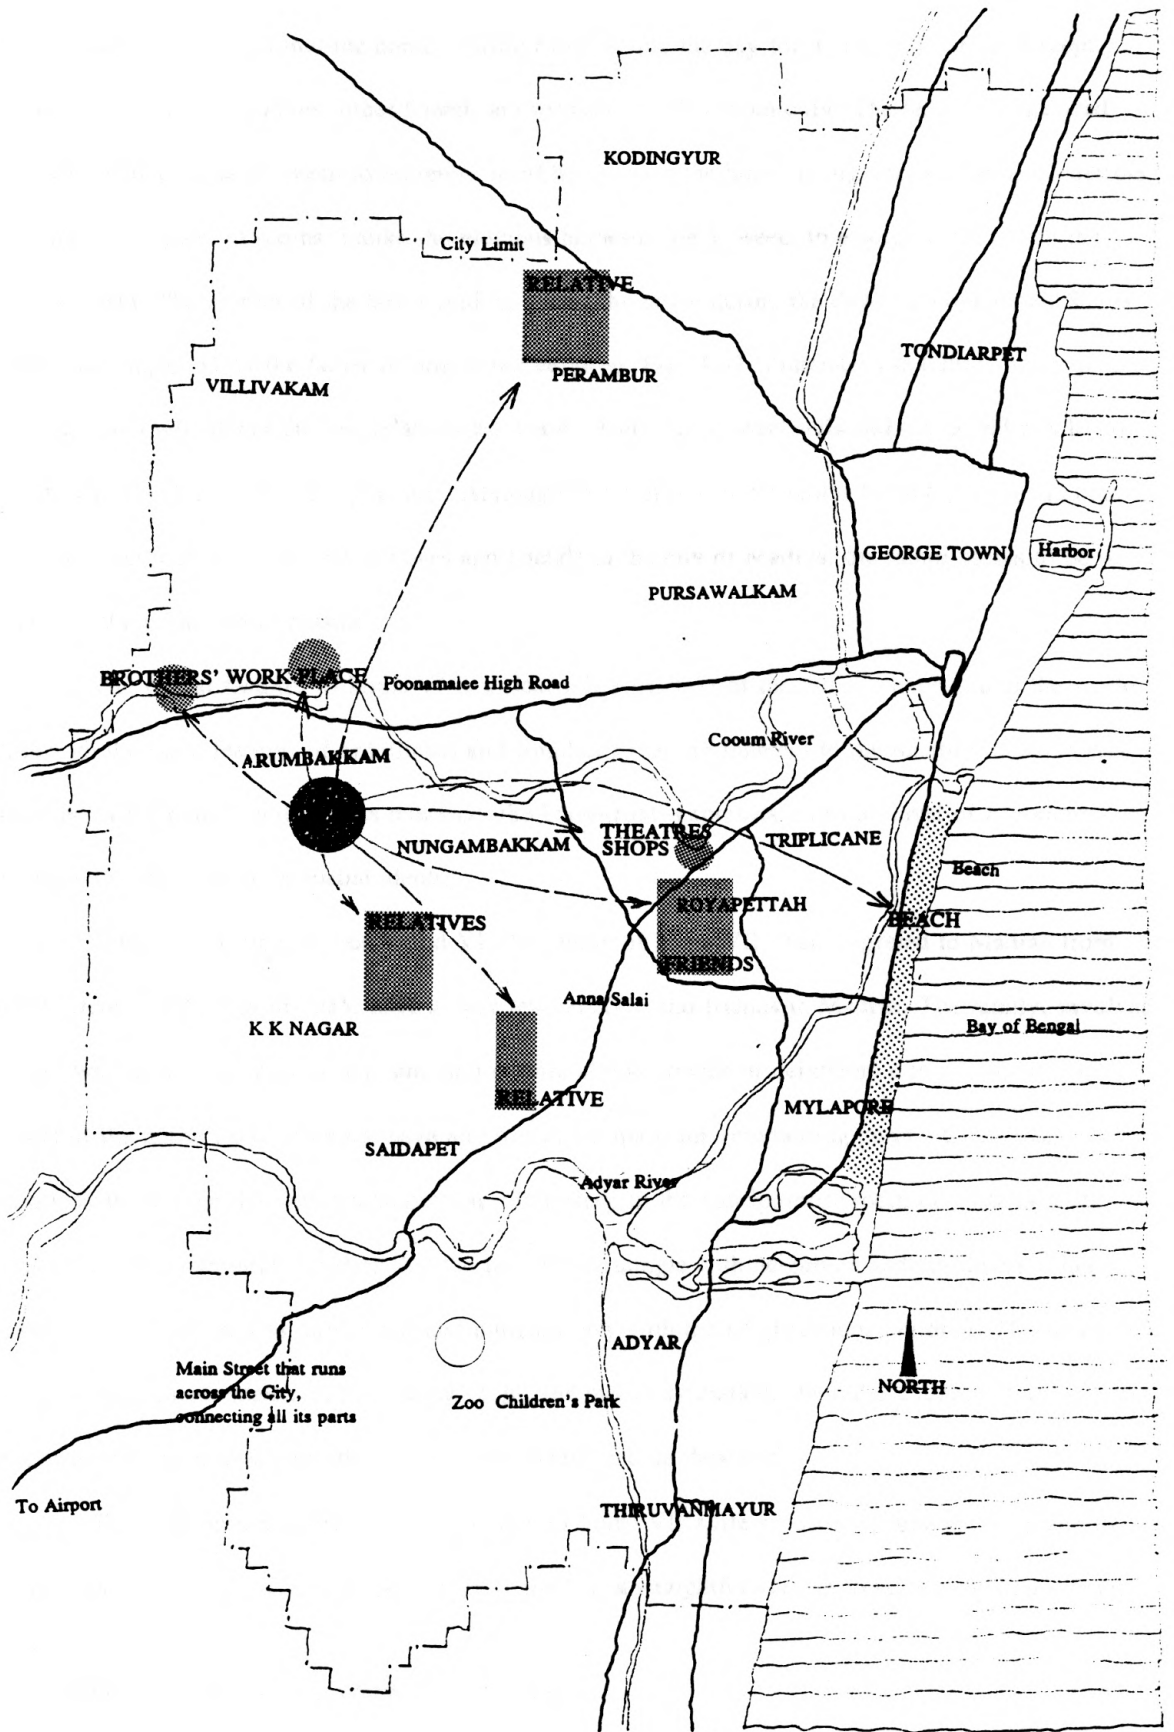 KODINGYUR
City Limit
RELATIVE
TONDIARPET
PERAMBUR
VILLIVAKAM
GEORGE TOWN
Harbor
PURSAWALKAM
BROTHERS' WORK-PLACE
Poonamalee High Road
Cooum River
ARUMBAKKAM
THEATRES
SHOPS
TRIPLICANE
NUNGAMBAKKAM
Beach
ROYAPETTAH
BEACH
RELATIVES
FRIENDS
Anna Salai
K K NAGAR
Bay of Bengal
RELATIVE
MYLAPORE
SAIDAPET
Adyar River
ADYAR
Main Street that runs
across the City,
connecting all its parts
NORTH
Zoo Children's Park
To Airport
THIRUVANMAYUR